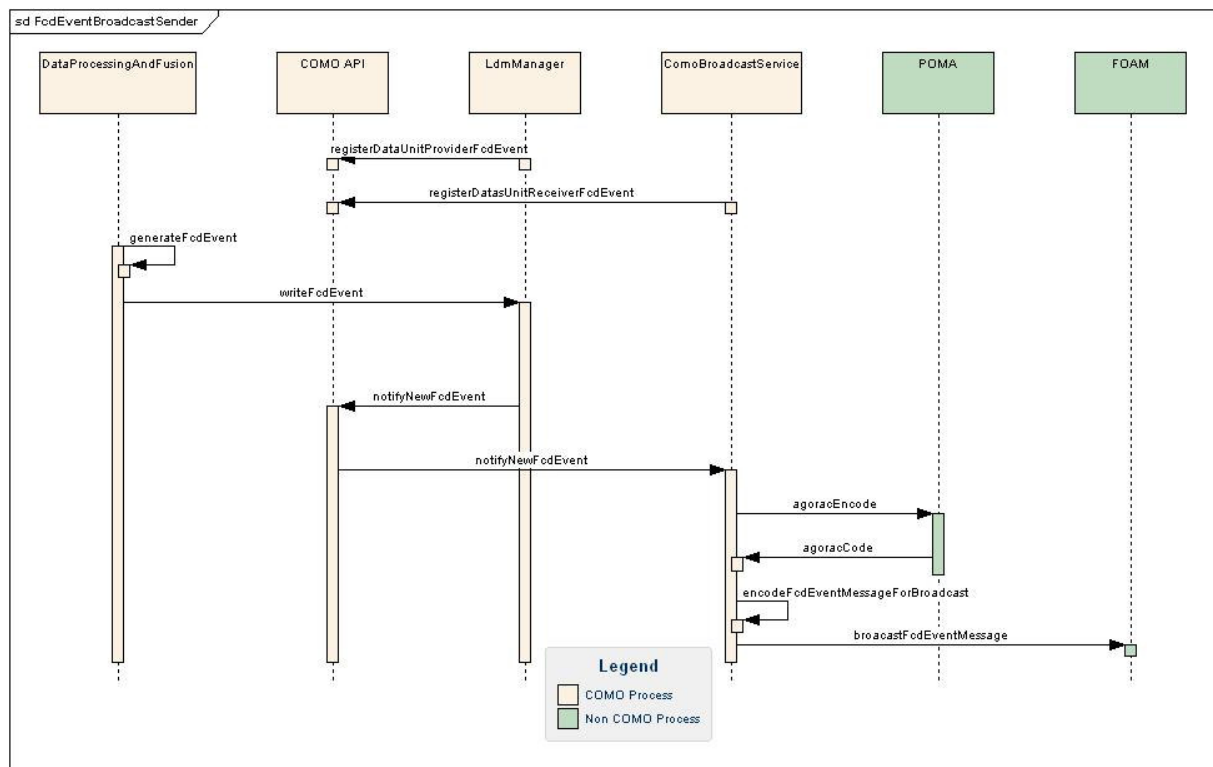 sd FcdEventBroadcastSender
DataProcessingAndFusion
COMO API
LdmManager
ComoBroadcastService
POMA
FOAM
registerDataUnitProviderFcdEvent
registerDatasUnitReceiverFcdEvent
generateFcdEvent
writeFcdEvent
notifyNewFcdEvent
notifyNewFcdEvent
agoracEncode
agoracCode
encodeFcdEventMessageForBroadcast
broacastFcdEventMessage
Legend
COMO Process
Non COMO Process